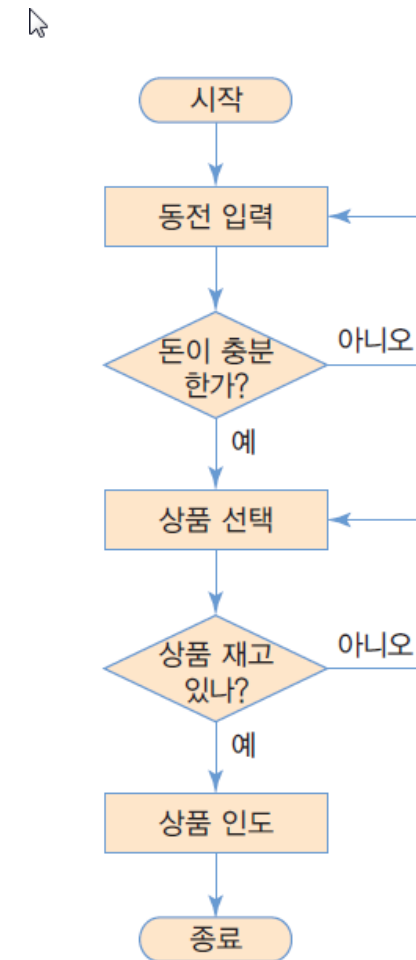 시작
동전 입력
돈이 충분
한가?
아니오
예
상품 선택
상품 재고
있나?
아니오
예
상품 인도
종료